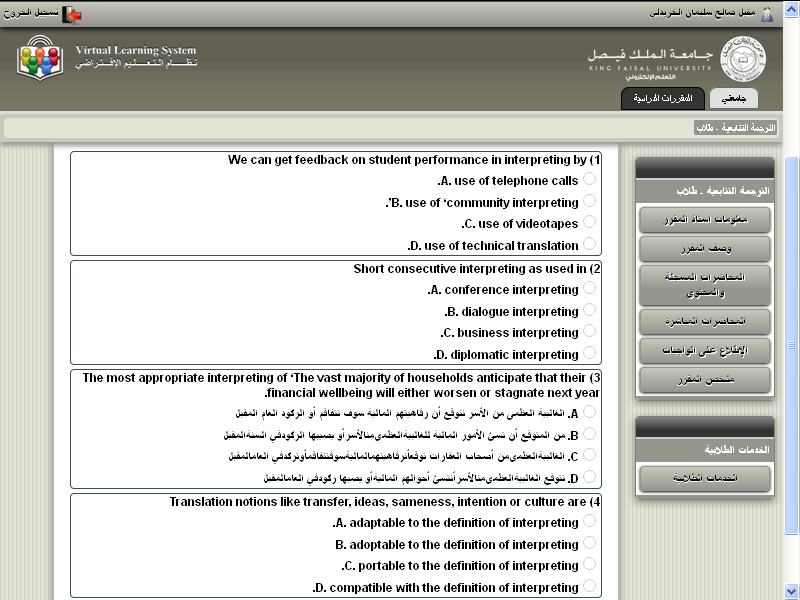 مقبل صالح سليمان الخريدلي
تسجيل الخروج
Virtual Learning System
نظام التعليم الافتراضي
جامعة الملك فيصل
KING FAISAL UNIVERSITY
التعلم الإلكتروني
جامعتي
المقررات الدراسية
الترجمة التتابعية - طلاب
We can get feedback on student performance in interpreting by (1
.A. use of telephone calls
.'B. use of ‘community interpreting
.C. use of videotapes
.D. use of technical translation
Short consecutive interpreting as used in (2
.A. conference interpreting
.B. dialogue interpreting
.C. business interpreting
.D. diplomatic interpreting
The most appropriate interpreting of ‘The vast majority of households anticipate that their (3
.financial wellbeing will either worsen or stagnate next year
A. الغالبية العظمى من الأسر تتوقع أن رفاهيتهم المالية سوف تتفاقم أو الركود العام المقبل.
B. من المتوقع أن تسئ الأمور المالية للغالبيةالعظمىمنالأسرأو يصيبها الركودفي السنةالمقبل.
C. الغالبيةالعظمىمن أصحاب العقارات توقعأنرفاهيتهمالماليةسوفتتفاقمأوتركدفي العامالمقبل.
D. تتوقع الغالبيةالعظمىمنالأسرأنتسئ أحوالهم الماليةأو يصبها ركودفي العامالمقبل.
Translation notions like transfer, ideas, sameness, intention or culture are (4
.A. adaptable to the definition of interpreting
B. adoptable to the definition of interpreting
.C. portable to the definition of interpreting
.D. compatible with the definition of interpreting
الترجمة التتابعية - طلاب
معلومات استاذ المقرر
وصف المقرر
المحاضرات المسجلة
والمحتوى
المحاضرات المباشرة
الإطلاع على الواجبات
ملخص المقرر
الخدمات الطلابية
الخدمات الطلابية